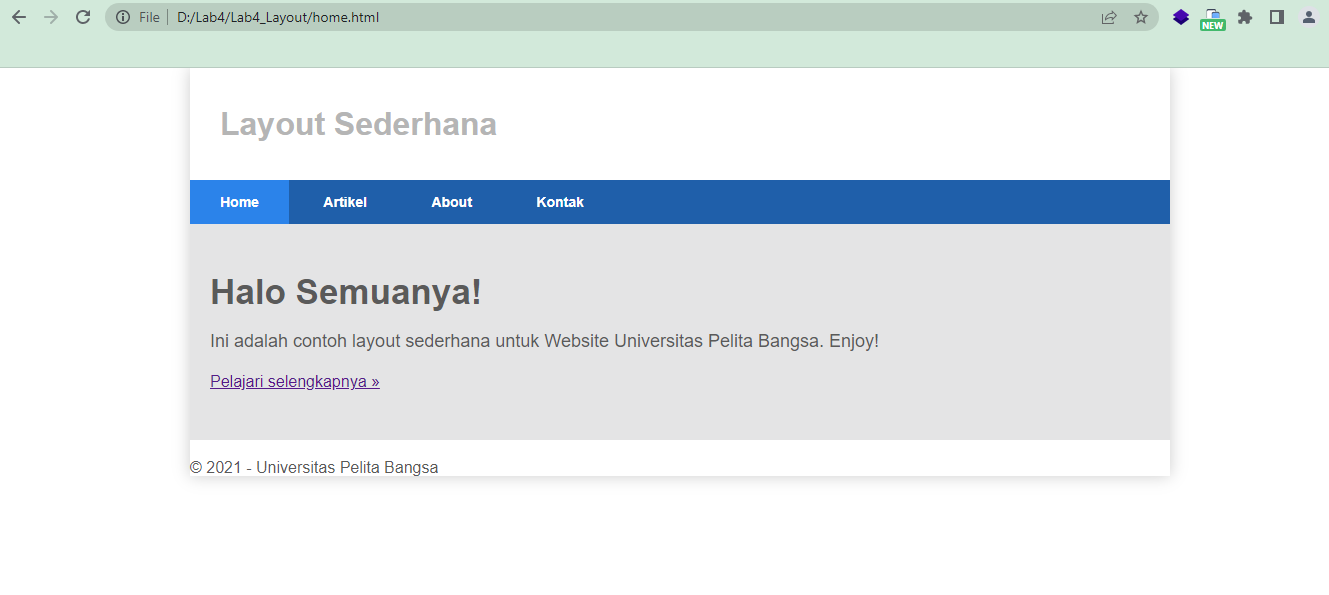 File | D:/Lab4/Lab4_Layout/home.html
NEW
Layout Sederhana
Home Artikel About Kontak
Halo Semuanya!
Ini adalah contoh layout sederhana untuk Website Universitas Pelita Bangsa. Enjoy!
Pelajari selengkapnya »
© 2021 - Universitas Pelita Bangsa